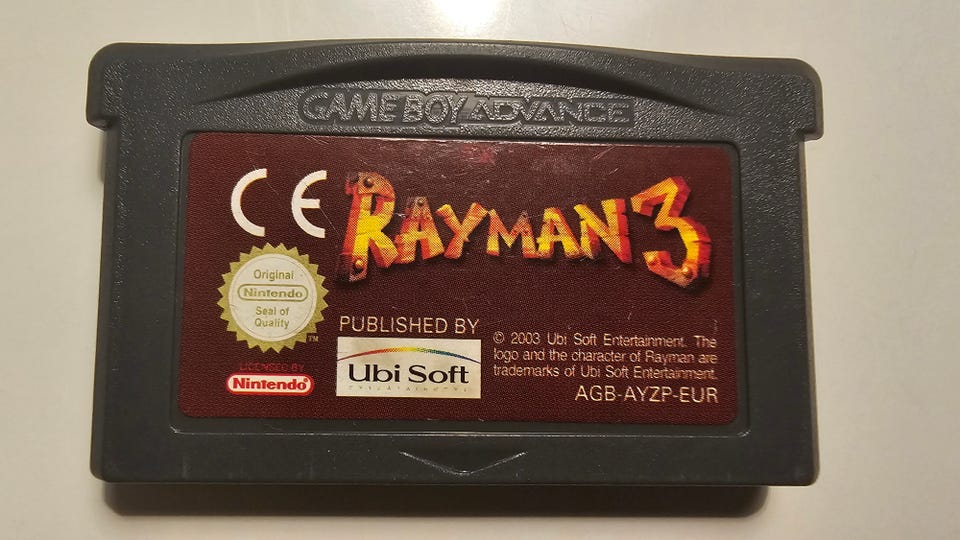 GAME BOY ADVANCE
CE
RAYMAN 3
Original
Nintendo
Seal of
Quality
TM
LICENSED BY
Nintendo®
PUBLISHED BY
Ubi Soft
ENTERTAINMENT
© 2003 Ubi Soft Entertainment. The
logo and the character of Rayman are
trademarks of Ubi Soft Entertainment.
AGB-AYZP-EUR